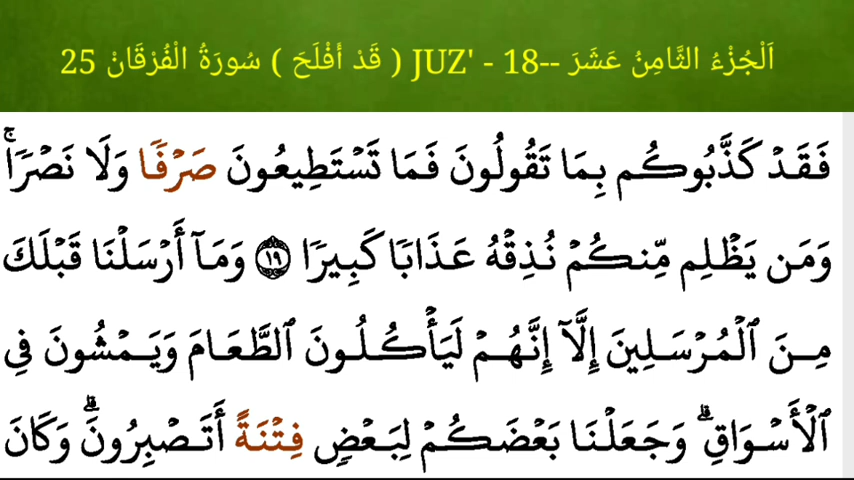 اَلْجُزْءُ الثَّامِنُ عَشَرَ --JUZ' - 18 ( قَدْ أَفْلَحَ ) سُورَةُ الْفُرْقَانْ 25
فَقَدْ كَذَّبُوكُم بِمَا تَقُولُونَ فَمَا تَسْتَطِيعُونَ صَرْفًا وَلَا نَصْرًا ۚ
وَمَن يَظْلِم مِّنكُمْ نُذِقْهُ عَذَابًا كَبِيرًا ١٩ وَمَآ أَرْسَلْنَا قَبْلَكَ
مِنَ ٱلْمُرْسَلِينَ إِلَّآ إِنَّهُمْ لَيَأْكُلُونَ ٱلطَّعَامَ وَيَمْشُونَ فِي
ٱلْأَسْوَاقِ ۗ وَجَعَلْنَا بَعْضَكُمْ لِبَعْضٍ فِتْنَةً أَتَصْبِرُونَ ۗ وَكَانَ